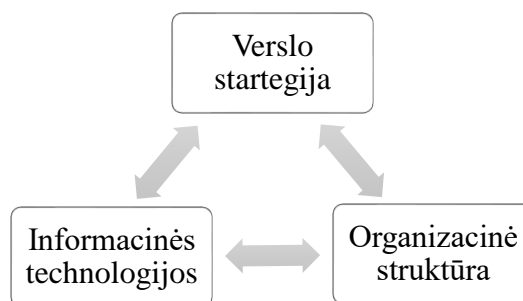 Verslo
startegija
Informacinės
technologijos
Organizacinė
struktūra